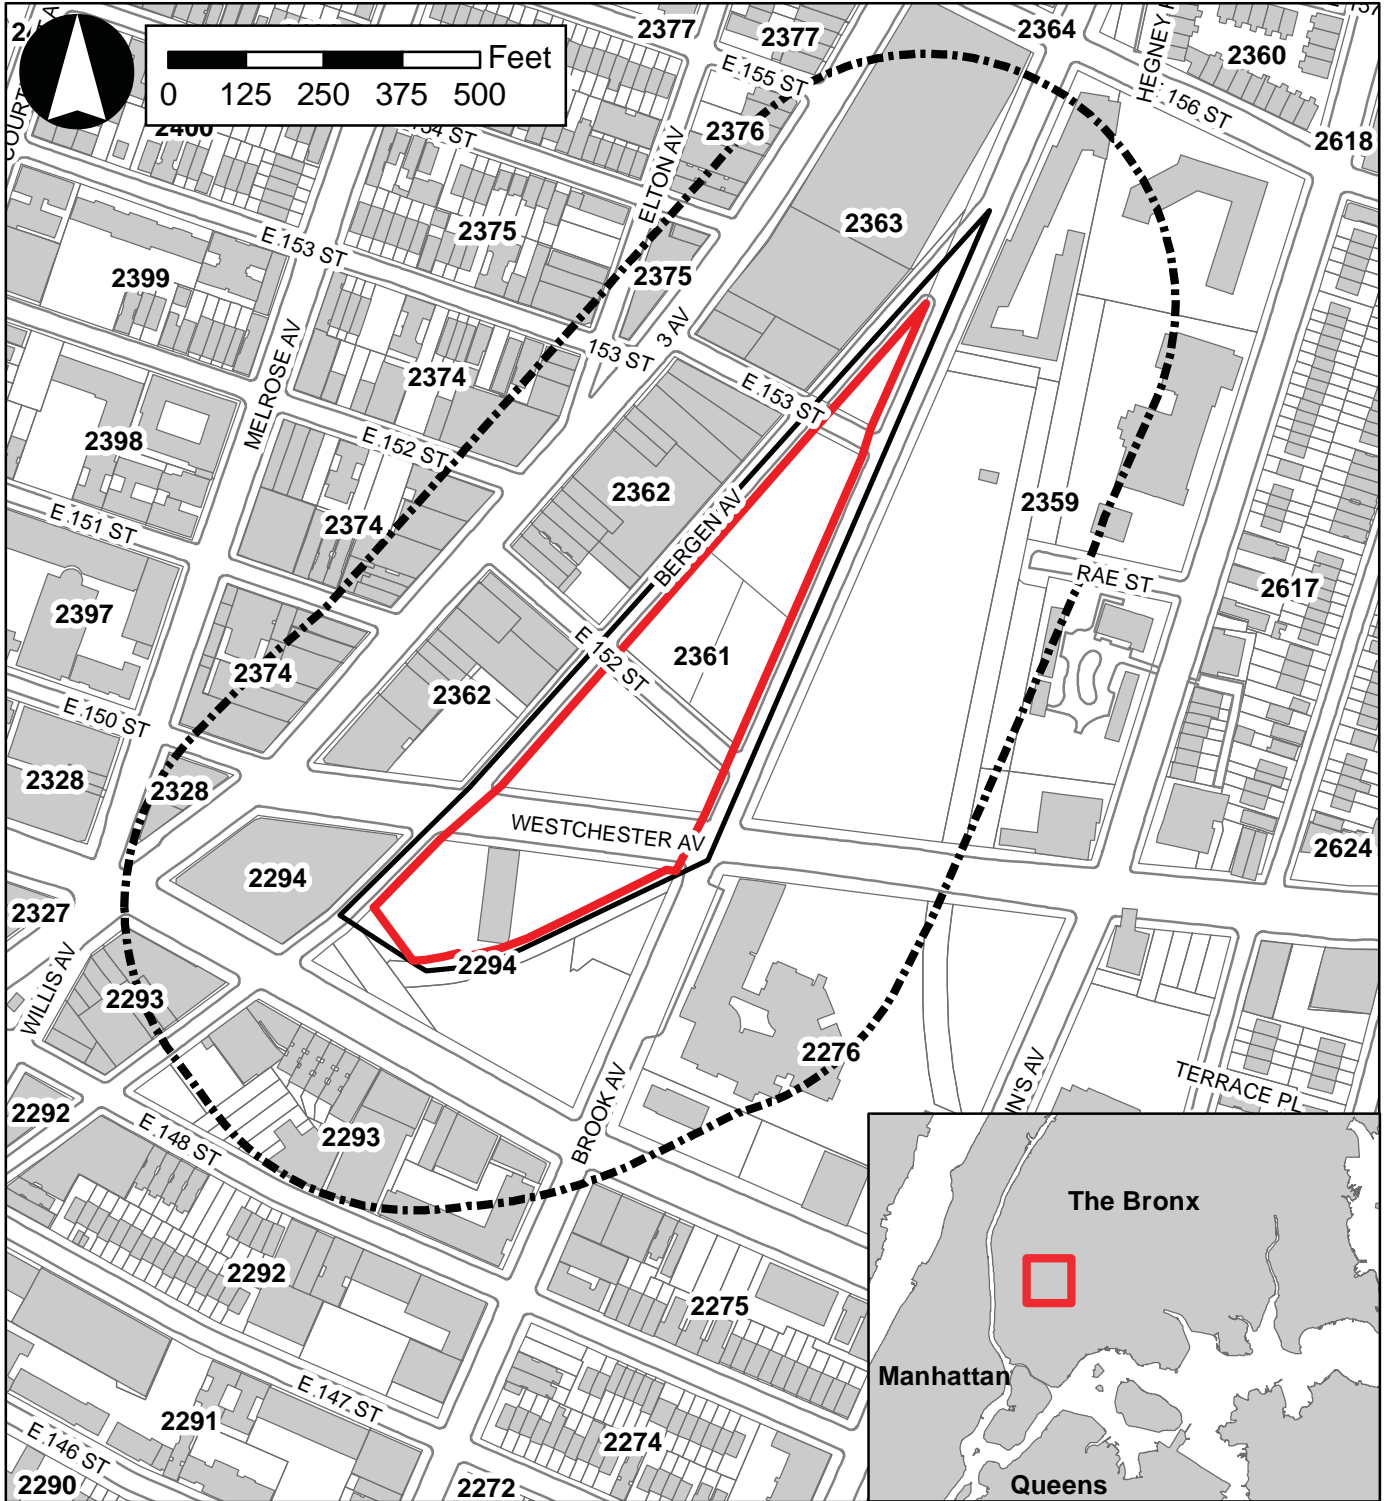 2377
2377
2364
HEGNEY
2360
E 155 ST
Feet
0 125 250 375 500
E 156 ST
2400
ST
2376
2618
ELTON AV
2375
2363
E 153 ST
2399
2375
3 AV
MELROSE AV
153 ST
2374
E 153 ST
2398
E 152 ST
2362
BERGEN AV
2359
E 151 ST
2374
RAE ST
2397
2617
E 152 ST
2361
2374
2362
E 150 ST
2328
2328
WESTCHESTER AV
2624
2294
2327
2294
WILLIS AV
2293
2276
TERRACE PL
BROOK AV
AV
2292
E 148 ST
2293
2292
2275
E 147 ST
2291
2274
E 146 ST
2290
2272
The Bronx
Manhattan
Queens